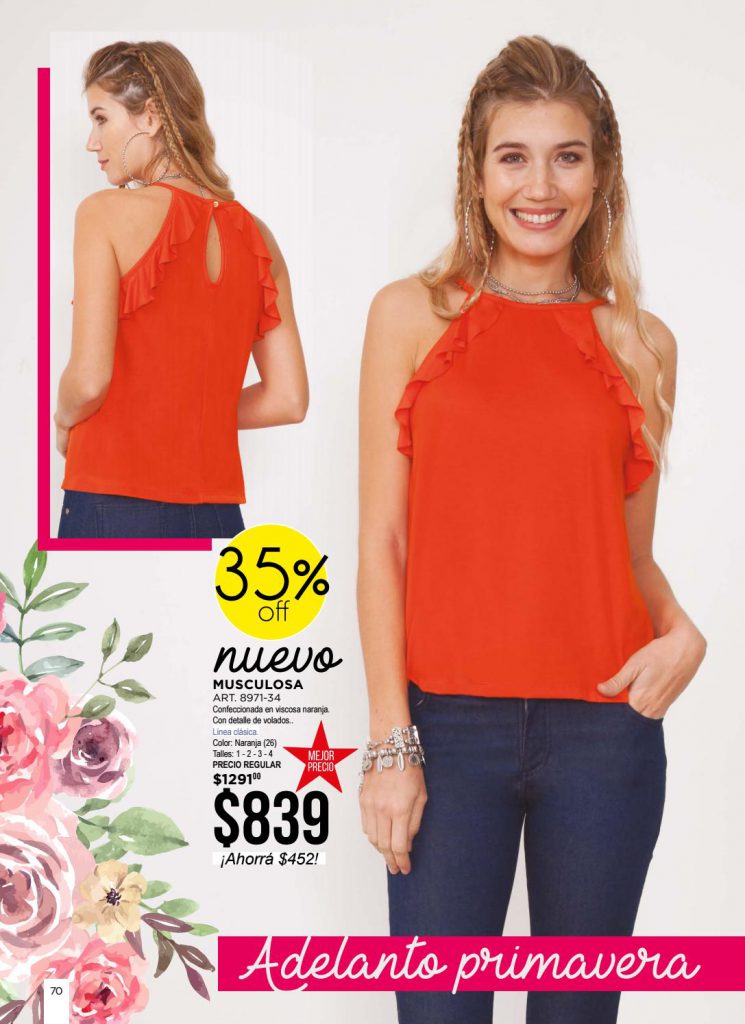 35%
off
nuevo
MUSCULOSA
ART. 8971-34
Confeccionada en viscosa naranja.
Con detalle de volados..
Línea clásica.
Color: Naranja (26)
Talles: 1 - 2 - 3 - 4
PRECIO REGULAR
$1291⁰⁰
MEJOR
PRECIO
$839
¡Ahorrá $452!
Adelanto primavera
70